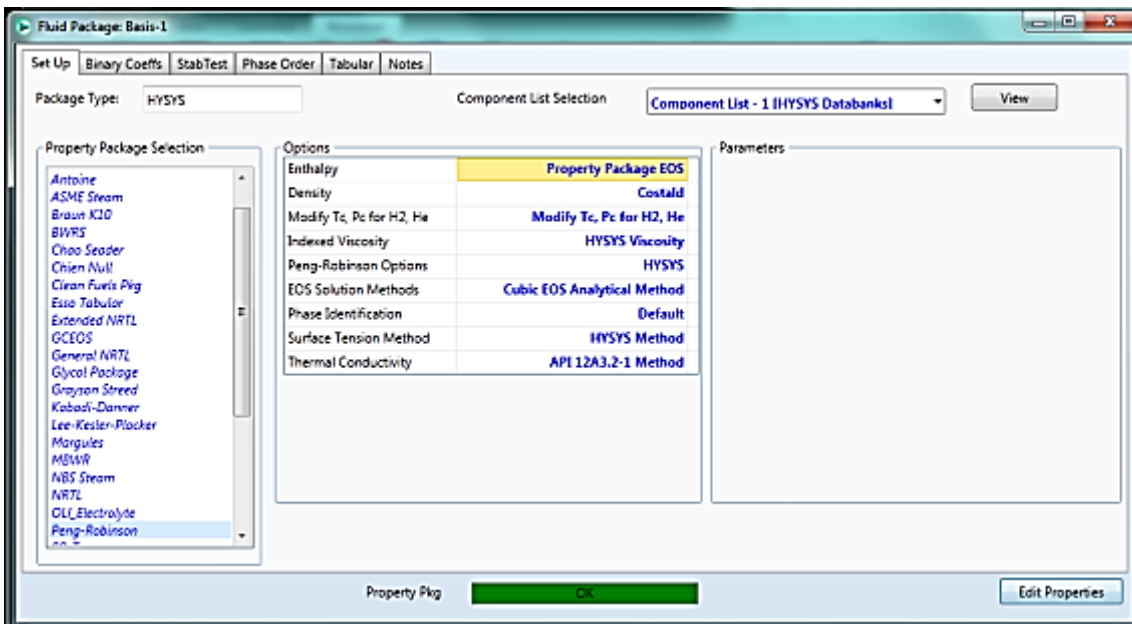 Fluid Package: Basis-1
Set Up Binary Coeffs StabTest Phase Order Tabular Notes
Package Type: HYSYS Component List Selection Component List - 1 [HYSYS Databanks] View
Property Package Selection
Antoine
ASME Steam
Braun K10
BWRS
Chao Seader
Chien Null
Clean Fuels Pkg
Esso Tabular
Extended NRTL
GCEOS
General NRTL
Glycol Package
Grayson Streed
Kabadi-Danner
Lee-Kesler-Plocker
Margules
MBWR
NBS Steam
NRTL
OLI_Electrolyte
Peng-Robinson
Options
Enthalpy Property Package EOS
Density Costald
Modify Tc, Pc for H2, He Modify Tc, Pc for H2, He
Indexed Viscosity HYSYS Viscosity
Peng-Robinson Options HYSYS
EOS Solution Methods Cubic EOS Analytical Method
Phase Identification Default
Surface Tension Method HYSYS Method
Thermal Conductivity API 12A3.2-1 Method
Parameters
Property Pkg OK Edit Properties